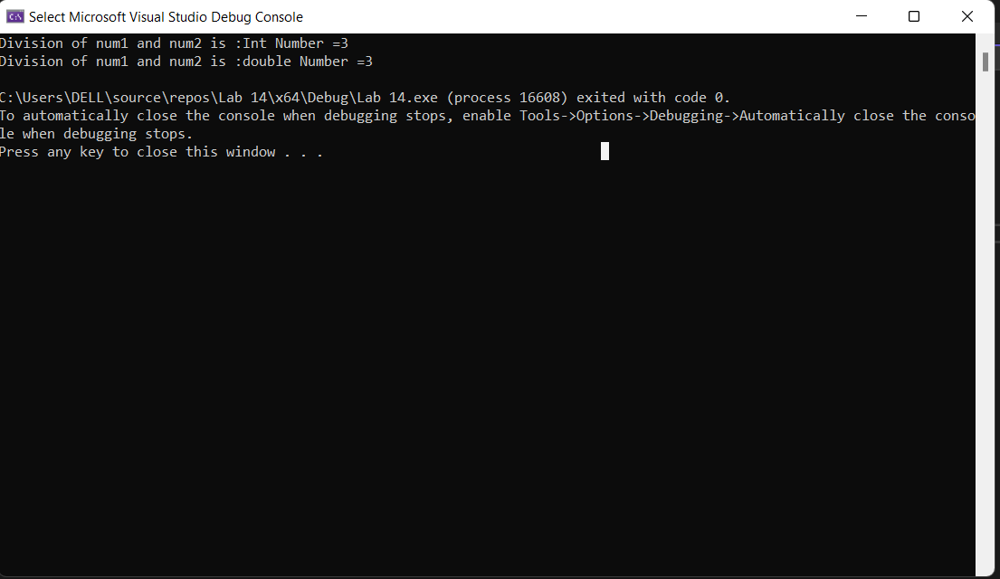 Select Microsoft Visual Studio Debug Console
Division of num1 and num2 is :Int Number =3
Division of num1 and num2 is :double Number =3
C:\Users\DELL\source\repos\Lab 14\x64\Debug\Lab 14.exe (process 16608) exited with code 0.
To automatically close the console when debugging stops, enable Tools->Options->Debugging->Automatically close the conso
le when debugging stops.
Press any key to close this window . . .